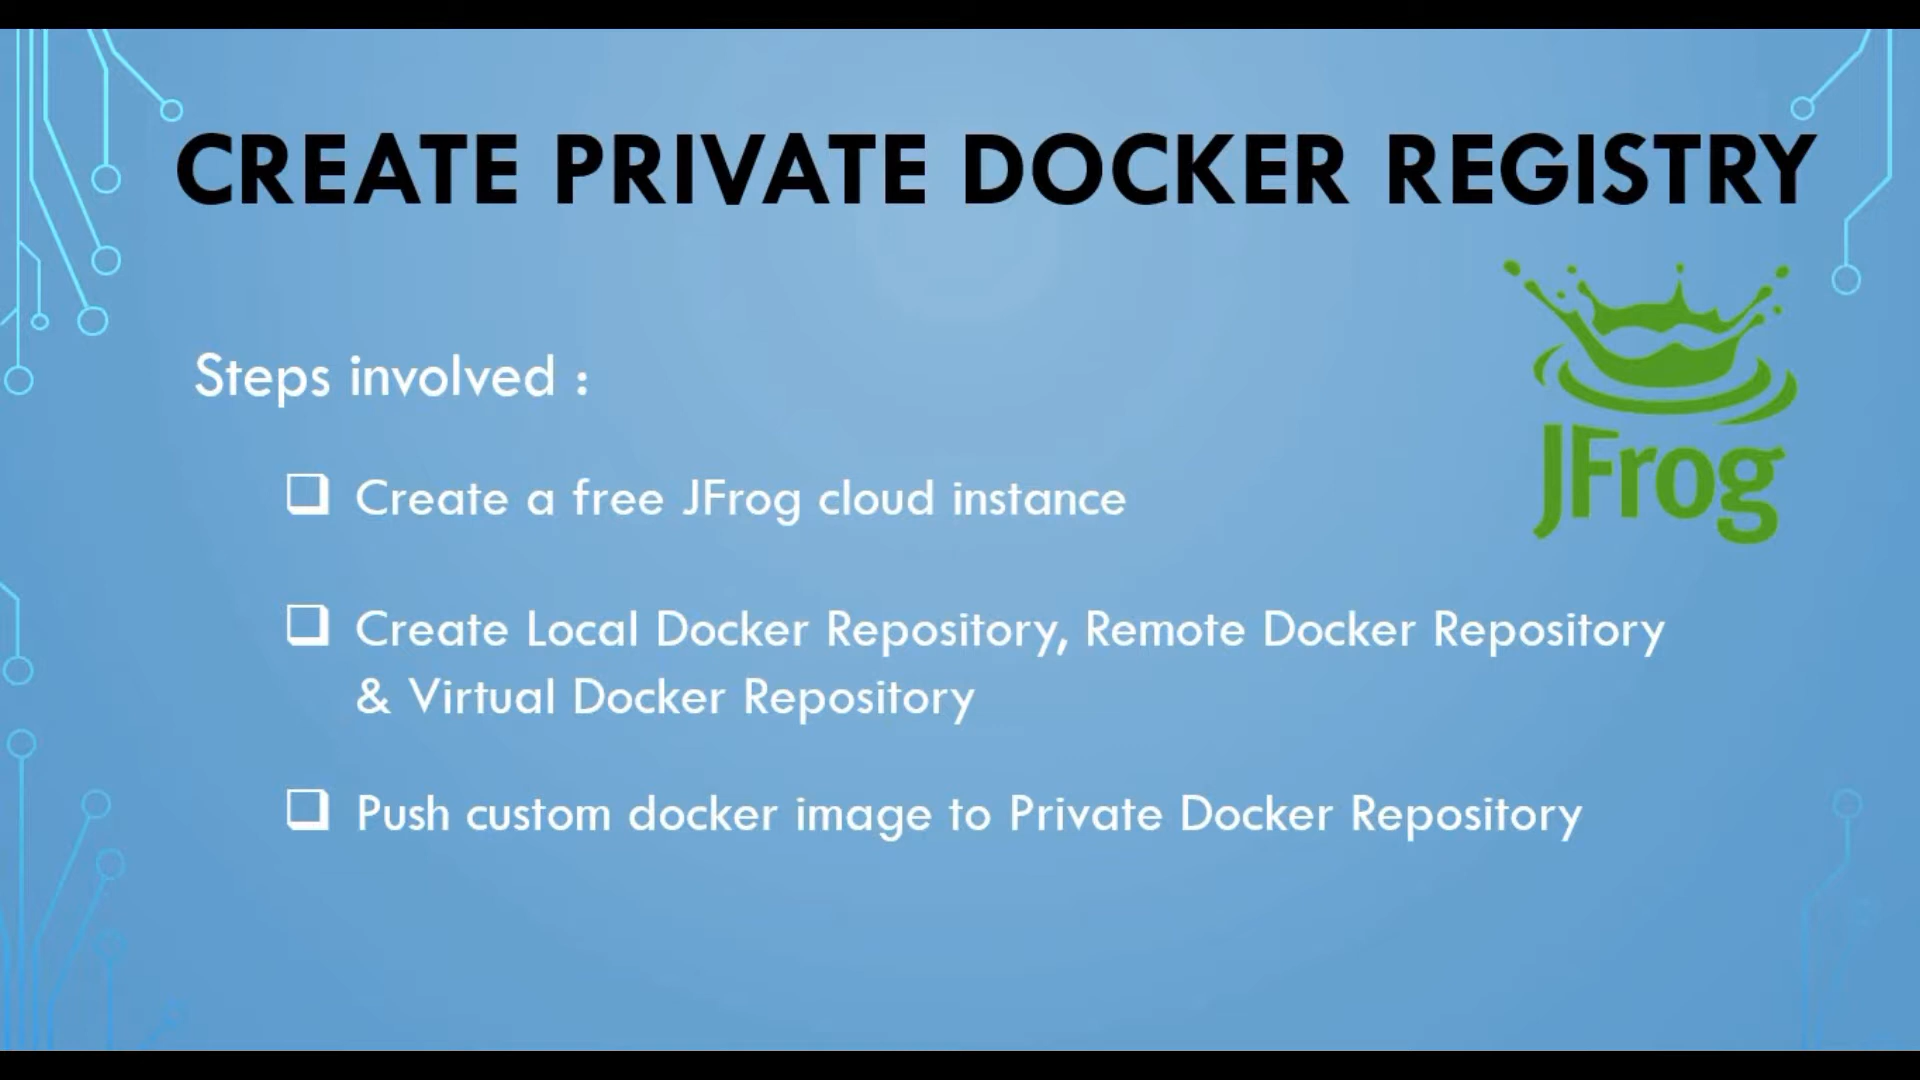 CREATE PRIVATE DOCKER REGISTRY
JFrog
Steps involved :
Create a free JFrog cloud instance
Create Local Docker Repository, Remote Docker Repository
& Virtual Docker Repository
Push custom docker image to Private Docker Repository